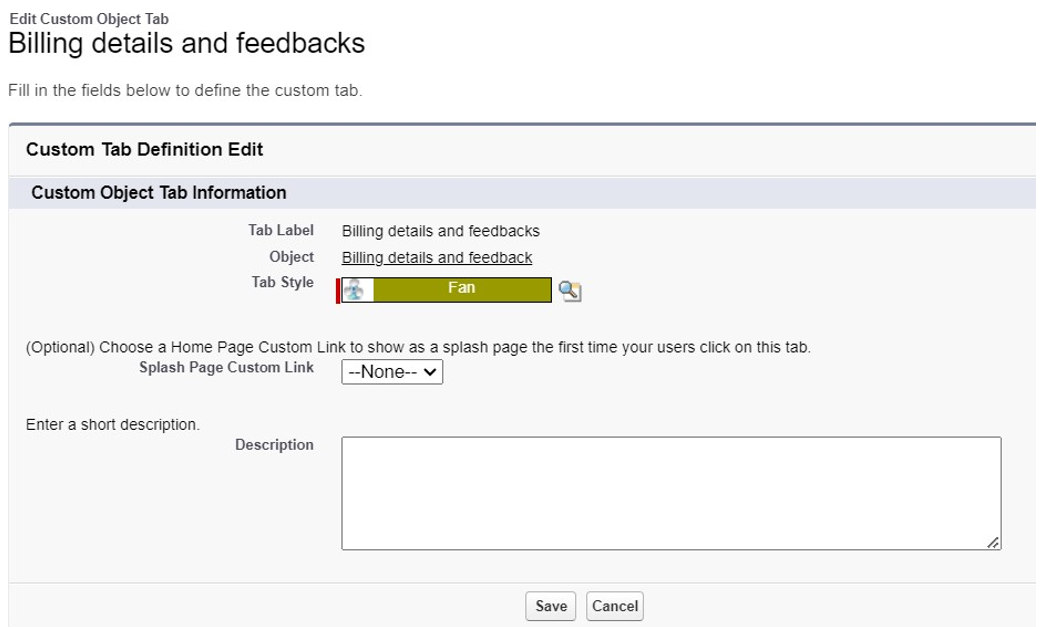 Edit Custom Object Tab
Billing details and feedbacks
Fill in the fields below to define the custom tab.
Custom Tab Definition Edit
Custom Object Tab Information
Tab Label Billing details and feedbacks
Object Billing details and feedback
Tab Style Fan
(Optional) Choose a Home Page Custom Link to show as a splash page the first time your users click on this tab.
Splash Page Custom Link --None--
Enter a short description.
Description
Save Cancel